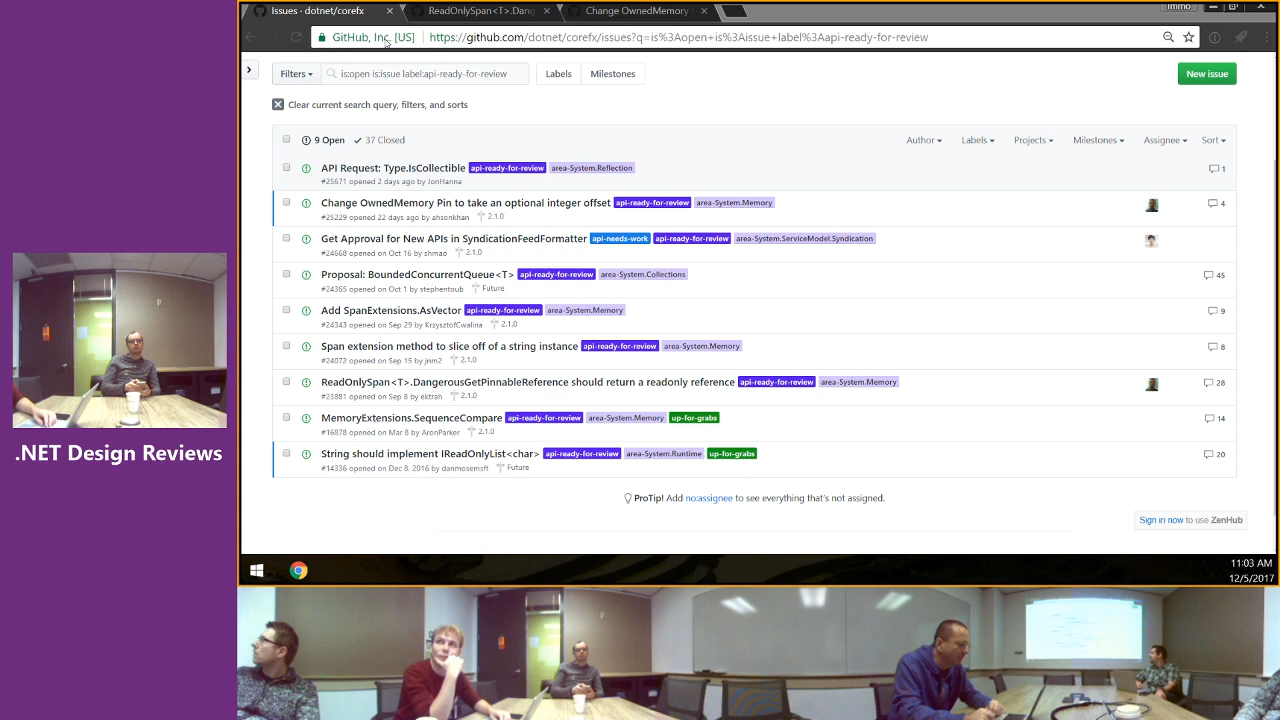 Issues - dotnet/corefx
ReadOnlySpan<T>.Dang
Change OwnedMemory
Immo
GitHub, Inc. [US]
https://github.com/dotnet/corefx/issues?q=is%3Aopen+is%3Aissue+label%3Aapi-ready-for-review
Filters
is:open is:issue label:api-ready-for-review
Labels
Milestones
New issue
Clear current search query, filters, and sorts
9 Open
37 Closed
Author
Labels
Projects
Milestones
Assignee
Sort
API Request: Type.IsCollectible api-ready-for-review area-System.Reflection
1
#25671 opened 2 days ago by JonHanna
Change OwnedMemory Pin to take an optional integer offset api-ready-for-review area-System.Memory
4
#25229 opened 22 days ago by ahsonkhan 2.1.0
Get Approval for New APIs in SyndicationFeedFormatter api-needs-work api-ready-for-review area-System.ServiceModel.Syndication
#24668 opened on Oct 16 by shmao 2.1.0
Proposal: BoundedConcurrentQueue<T> api-ready-for-review area-System.Collections
45
#24365 opened on Oct 1 by stephentoub Future
Add SpanExtensions.AsVector api-ready-for-review area-System.Memory
9
#24343 opened on Sep 29 by KrzysztofCwalina 2.1.0
Span extension method to slice off of a string instance api-ready-for-review area-System.Memory
8
#24072 opened on Sep 15 by jnm2 2.1.0
ReadOnlySpan<T>.DangerousGetPinnableReference should return a readonly reference api-ready-for-review area-System.Memory
28
#23881 opened on Sep 8 by ektrah 2.1.0
MemoryExtensions.SequenceCompare api-ready-for-review area-System.Memory up-for-grabs
14
#16878 opened on Mar 8 by AronParker 2.1.0
String should implement IReadOnlyList<char> api-ready-for-review area-System.Runtime up-for-grabs
20
#14336 opened on Dec 8, 2016 by danmosemsft Future
ProTip! Add no:assignee to see everything that's not assigned.
Sign in now to use ZenHub
11:03 AM
12/5/2017
.NET Design Reviews